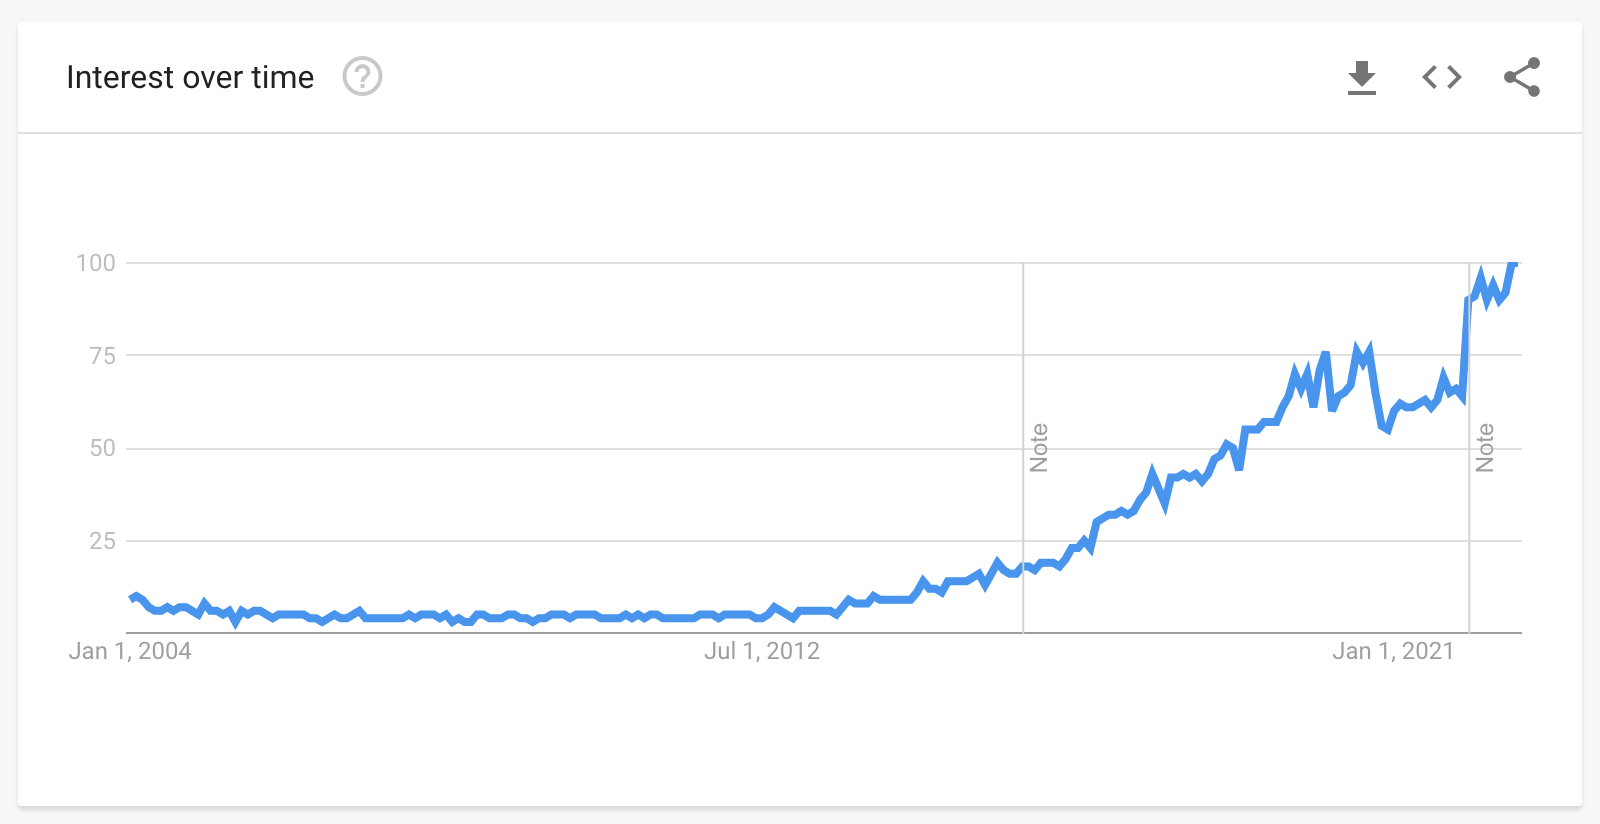 Interest over time ?
100
75
50
25
Note
Note
Jan 1, 2004
Jul 1, 2012
Jan 1, 2021